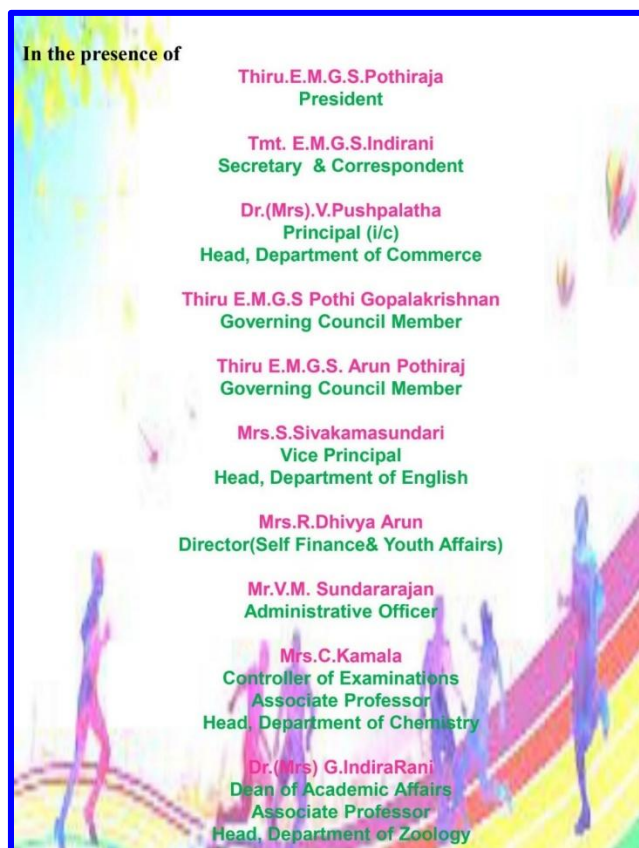 In the presence of
Thiru.E.M.G.S.Pothiraja
President
Tmt. E.M.G.S.Indirani
Secretary & Correspondent
Dr.(Mrs).V.Pushpalatha
Principal (i/c)
Head, Department of Commerce
Thiru E.M.G.S Pothi Gopalakrishnan
Governing Council Member
Thiru E.M.G.S. Arun Pothiraj
Governing Council Member
Mrs.S.Sivakamasundari
Vice Principal
Head, Department of English
Mrs.R.Dhivya Arun
Director(Self Finance& Youth Affairs)
Mr.V.M. Sundararajan
Administrative Officer
Mrs.C.Kamala
Controller of Examinations
Associate Professor
Head, Department of Chemistry
Dr.(Mrs) G.IndiraRani
Dean of Academic Affairs
Associate Professor
Head, Department of Zoology